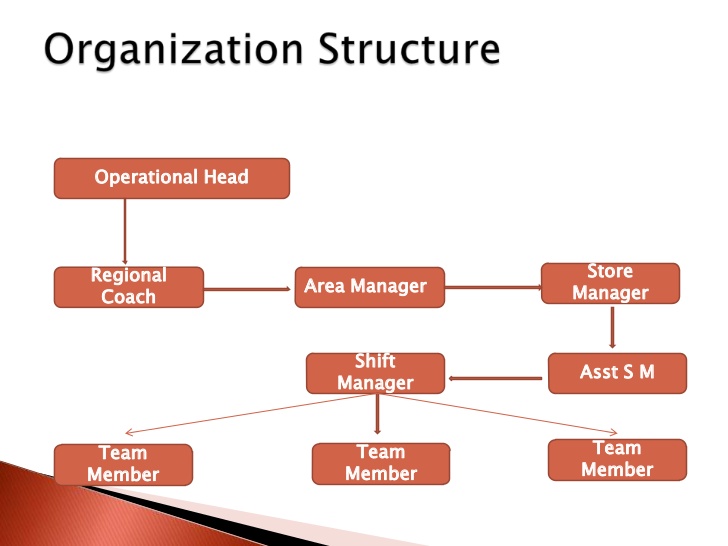 Organization Structure
Operational Head
Regional
Coach
Area Manager
Store
Manager
Shift
Manager
Asst S M
Team
Member
Team
Member
Team
Member